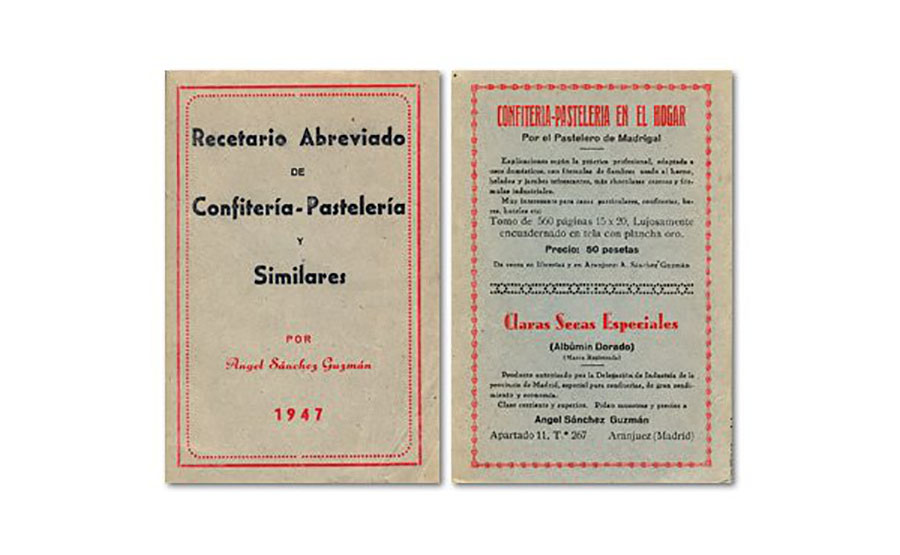 Recetario Abreviado
DE
Confitería-Pastelería
Y
Similares
POR
Angel Sánchez Guzmán
1947
CONFITERIA-PASTELERIA EN EL HOGAR
Por el Pastelero de Madrigal
Explicaciones según la práctica profesional, adaptada a
usos domésticos, con fórmulas de fiambres usada al horno,
helados y jarabes refrescantes, más chocolates caseros y fór-
mulas industriales.
Muy interesante para casas particulares, confiterías, ba-
res, hoteles etc:
Tomo de 560 páginas 15 x 20, Lujosamente
encuadernado en tela con plancha oro.
Precio: 50 pesetas
De venta en librerías y en Aranjuez: A. Sánchez Guzmán
Claras Secas Especiales
(Albúmin Dorado)
(Marca Registrada)
Producto autorizado por la Delegación de Industria de la
provincia de Madrid, especial para confiterías, de gran rendi-
miento y economía.
Clase corriente y superior. Pidan muestras y precios a
Angel Sánchez Guzmán
Apartado 11, T.º 267 Aranjuez (Madrid)